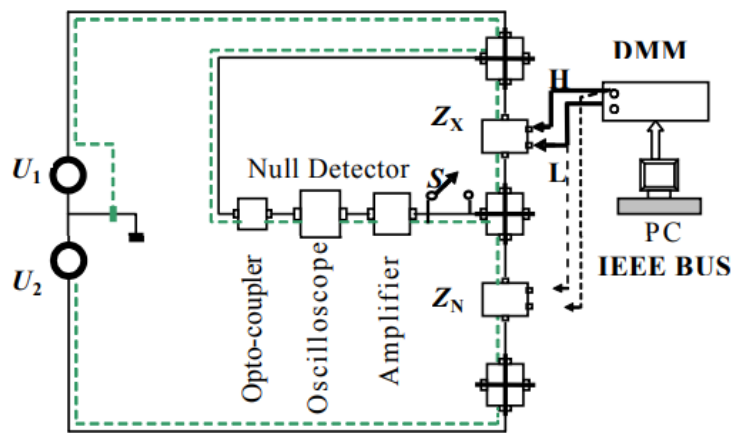 DMM
H
Z_X
L
U_1
Null Detector
S
PC
IEEE BUS
U_2
Z_N
Opto-coupler
Oscilloscope
Amplifier